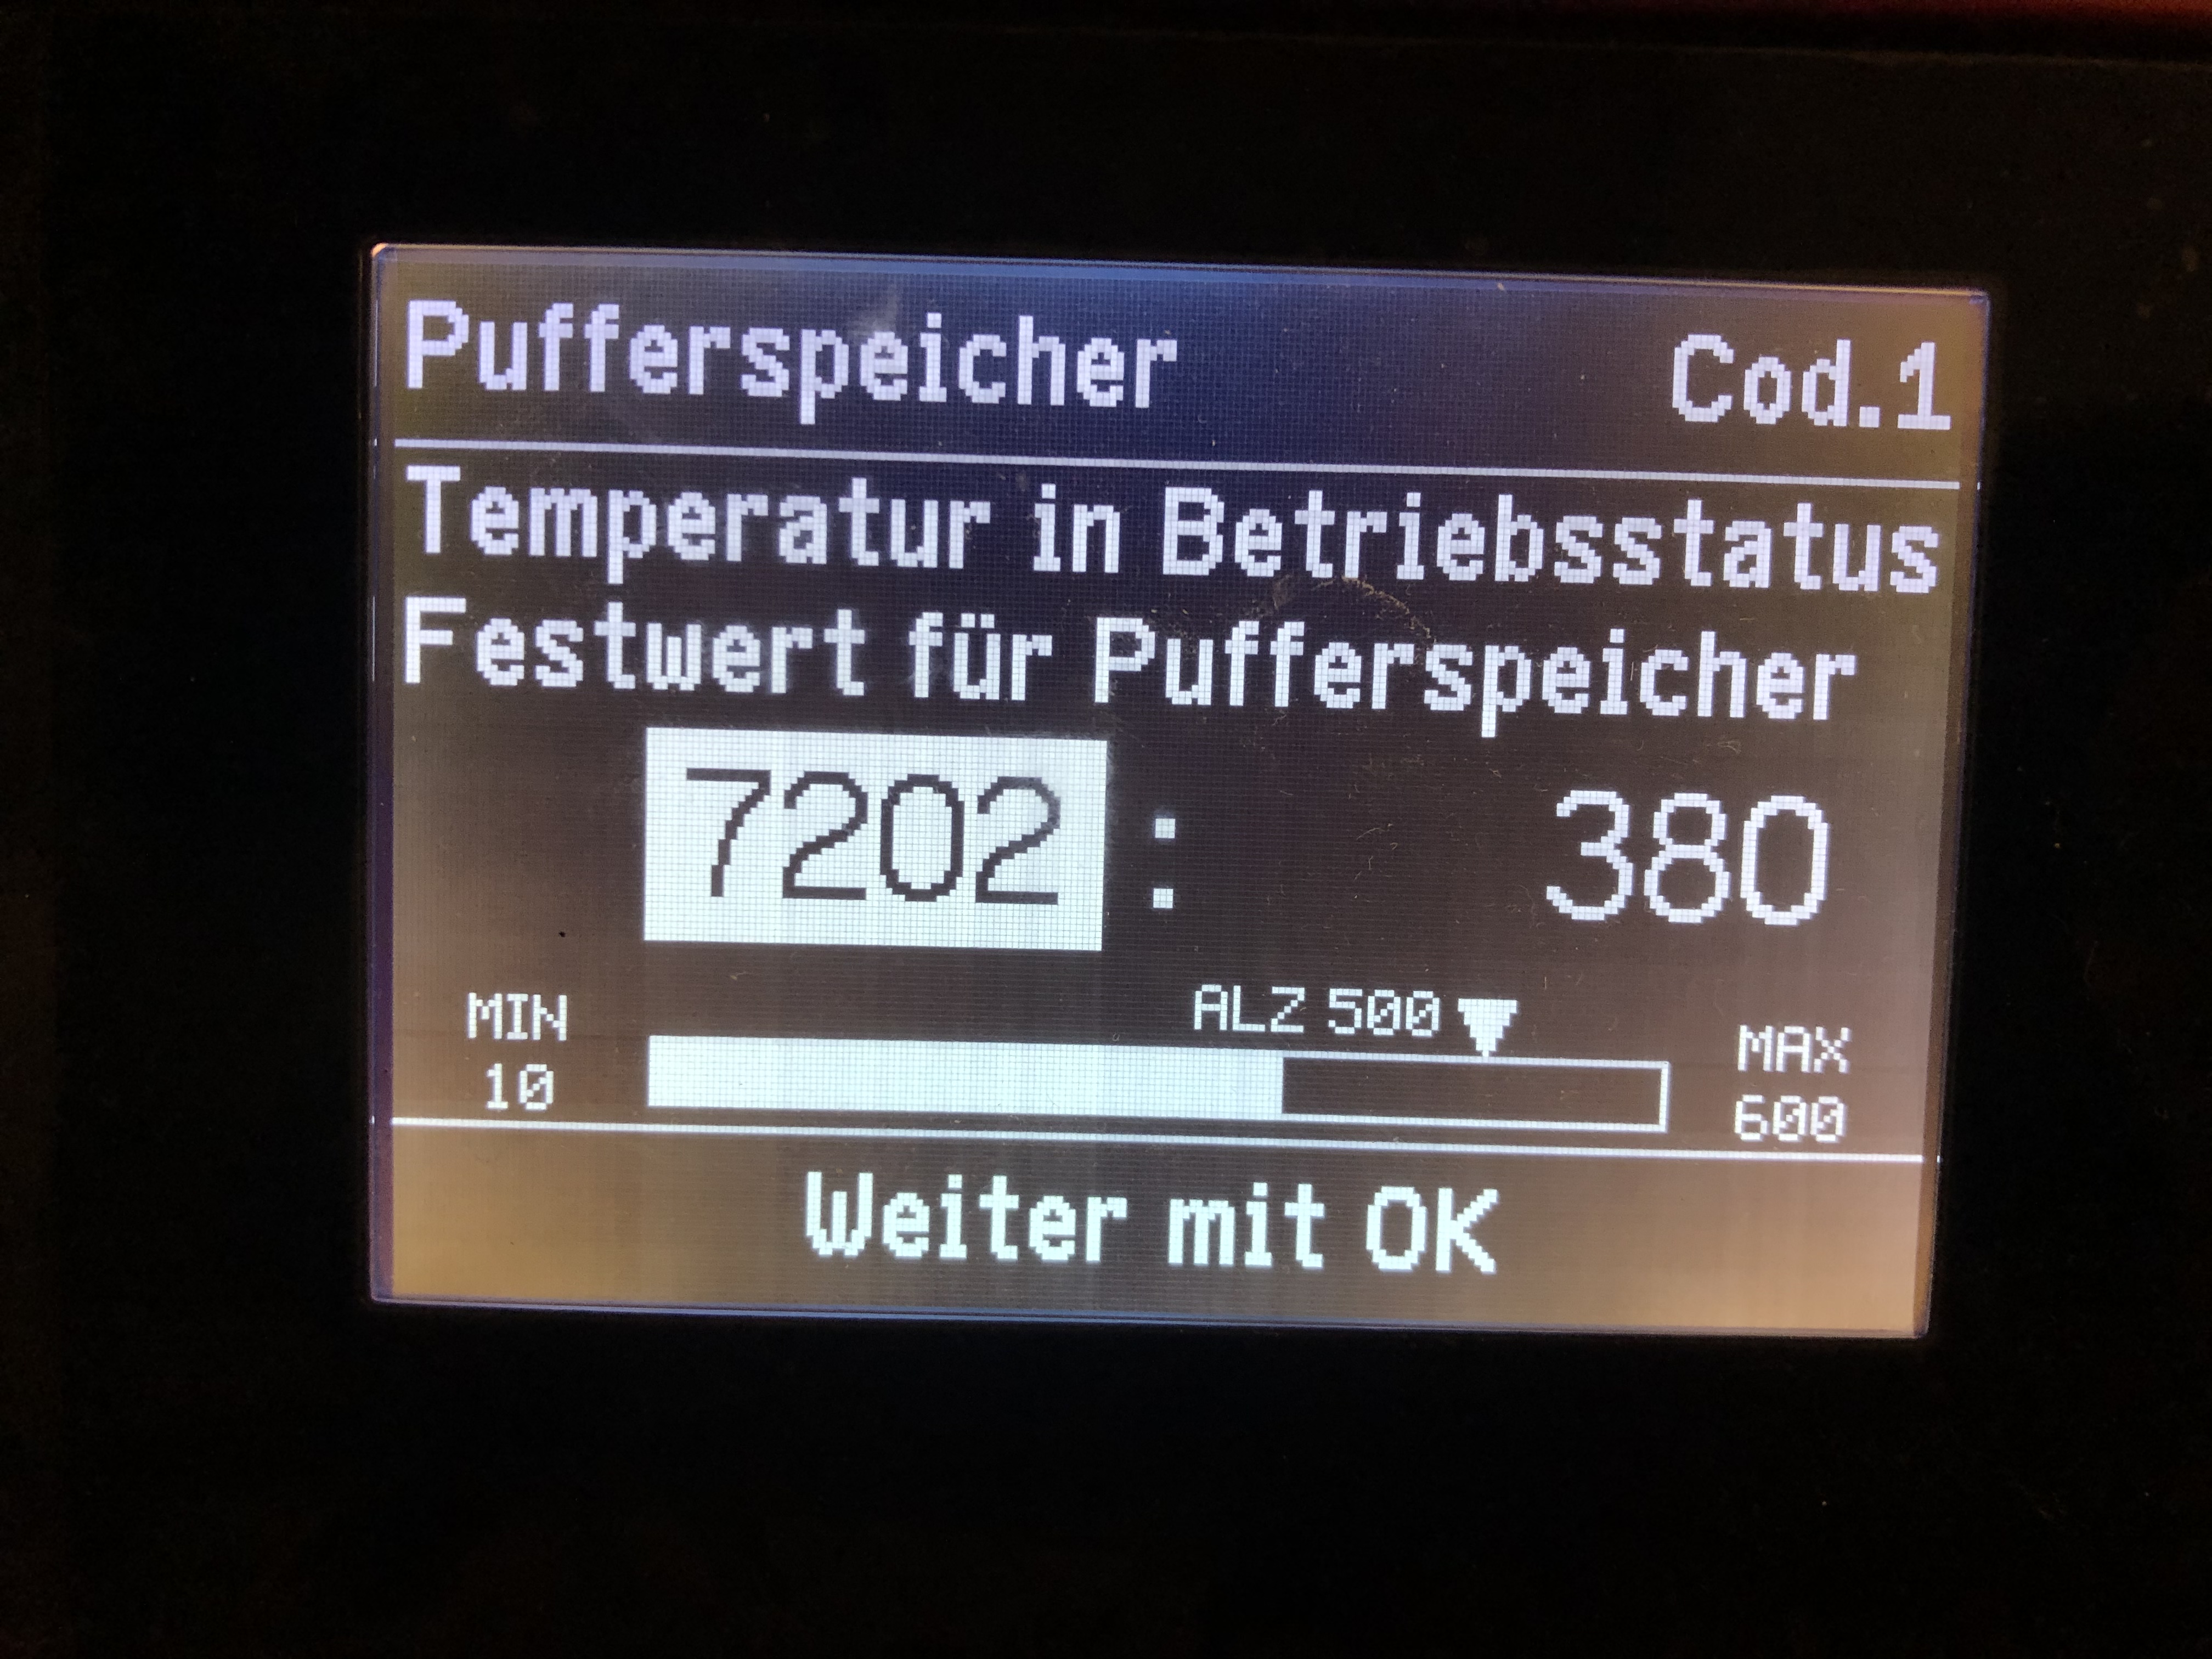 Pufferspeicher Cod.1
Temperatur in Betriebsstatus
Festwert für Pufferspeicher
7202 : 380
MIN ALZ 500 MAX
10 600
Weiter mit OK